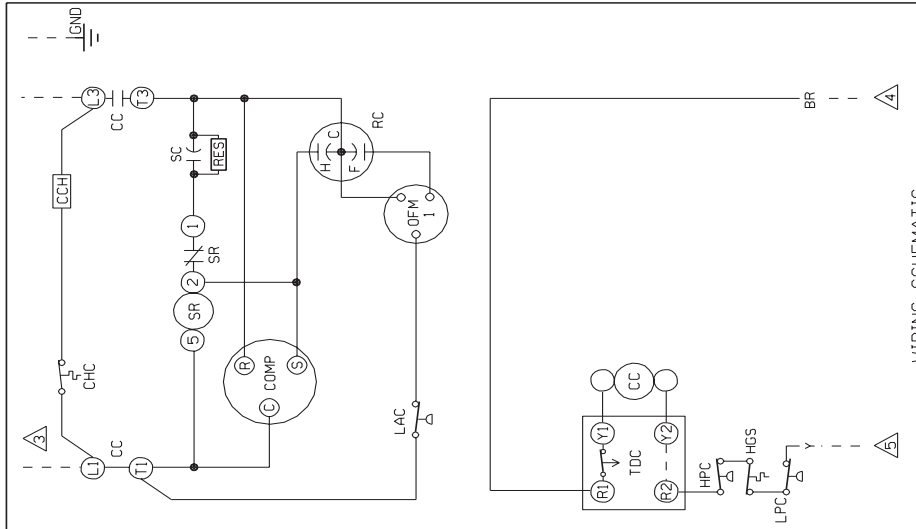 3
L1
CHC
CCH
L3
GND
CC
CC
T1
T3
5
SR
2
SR
1
SC
RES
R
C
COMP
S
H
C
F
RC
OFM
1
LAC
R1
TDC
Y1
CC
R2
Y2
HPC
HGS
LPC
Y
5
BR
4
WIRING SCHEMATIC